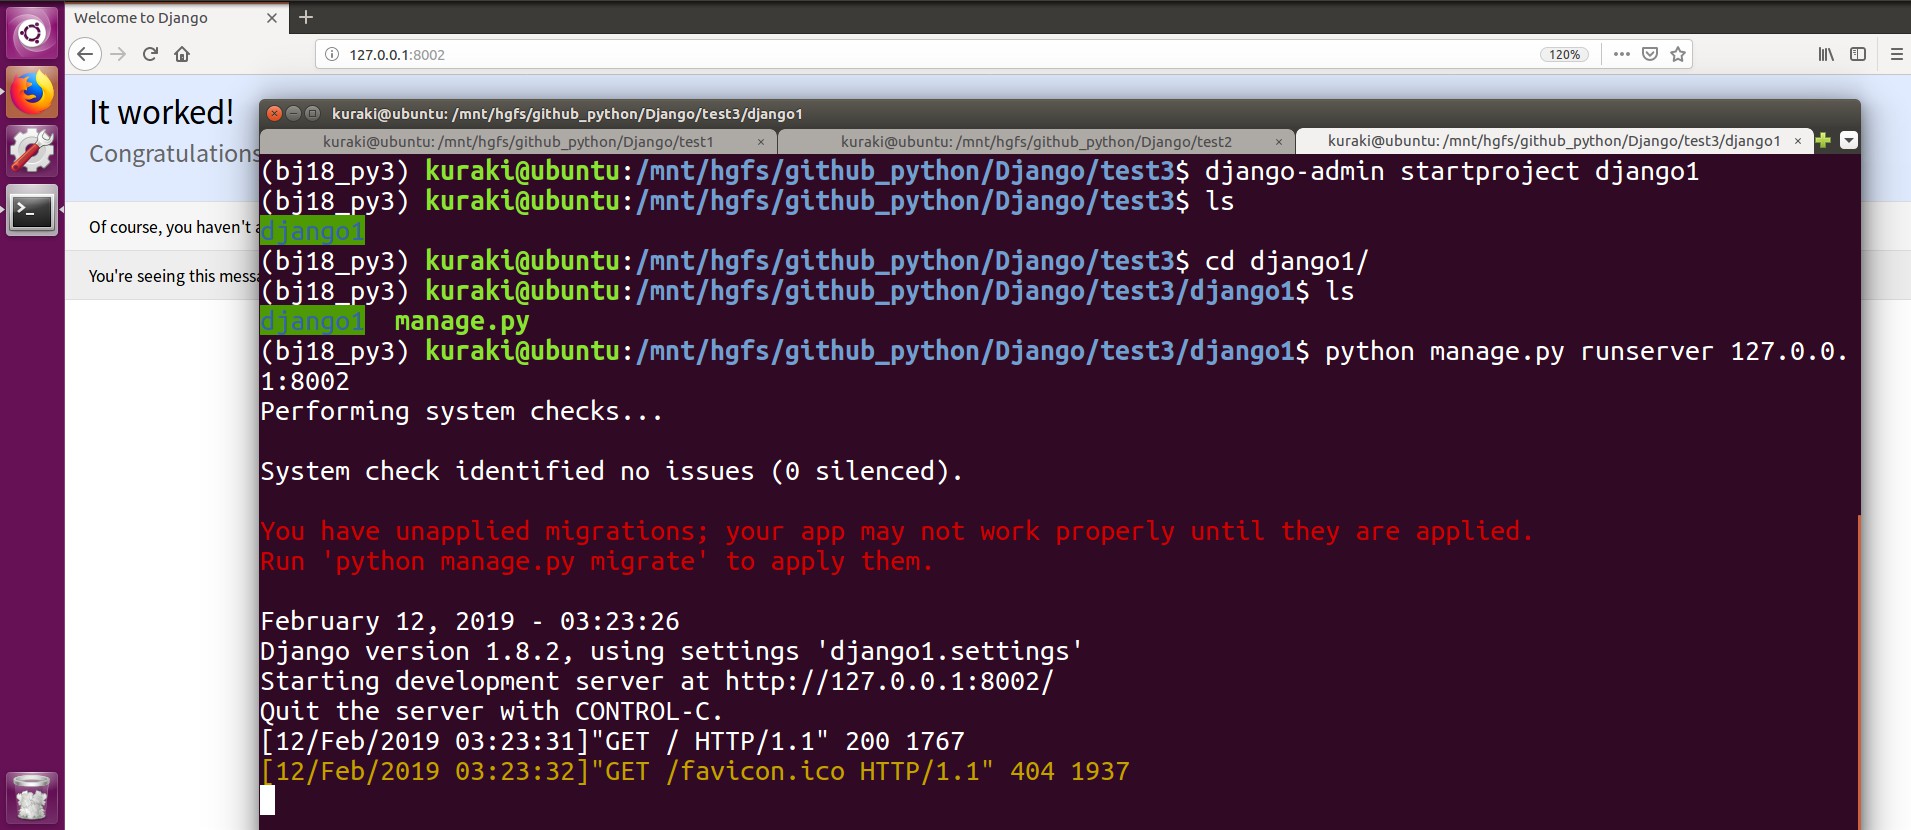 Welcome to Django
127.0.0.1:8002
120%
It worked!
Congratulations
Of course, you haven't a
You're seeing this messa
kuraki@ubuntu: /mnt/hgfs/github_python/Django/test3/django1
kuraki@ubuntu: /mnt/hgfs/github_python/Django/test1
kuraki@ubuntu: /mnt/hgfs/github_python/Django/test2
kuraki@ubuntu: /mnt/hgfs/github_python/Django/test3/django1
(bj18_py3) kuraki@ubuntu:/mnt/hgfs/github_python/Django/test3$ django-admin startproject django1
(bj18_py3) kuraki@ubuntu:/mnt/hgfs/github_python/Django/test3$ ls
django1
(bj18_py3) kuraki@ubuntu:/mnt/hgfs/github_python/Django/test3$ cd django1/
(bj18_py3) kuraki@ubuntu:/mnt/hgfs/github_python/Django/test3/django1$ ls
django1 manage.py
(bj18_py3) kuraki@ubuntu:/mnt/hgfs/github_python/Django/test3/django1$ python manage.py runserver 127.0.0.
1:8002
Performing system checks...
System check identified no issues (0 silenced).
You have unapplied migrations; your app may not work properly until they are applied.
Run 'python manage.py migrate' to apply them.
February 12, 2019 - 03:23:26
Django version 1.8.2, using settings 'django1.settings'
Starting development server at http://127.0.0.1:8002/
Quit the server with CONTROL-C.
[12/Feb/2019 03:23:31]"GET / HTTP/1.1" 200 1767
[12/Feb/2019 03:23:32]"GET /favicon.ico HTTP/1.1" 404 1937